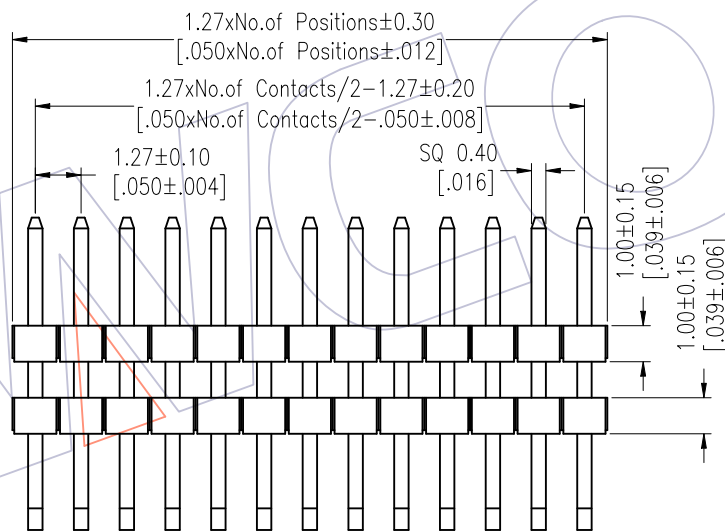 1.27xNo.of Positions±0.30
[.050xNo.of Positions±.012]
1.27xNo.of Contacts/2-1.27±0.20
[.050xNo.of Contacts/2-.050±.008]
1.27±0.10
[.050±.004]
SQ 0.40
[.016]
1.00±0.15
[.039±.006]
1.00±0.15
[.039±.006]
WCO